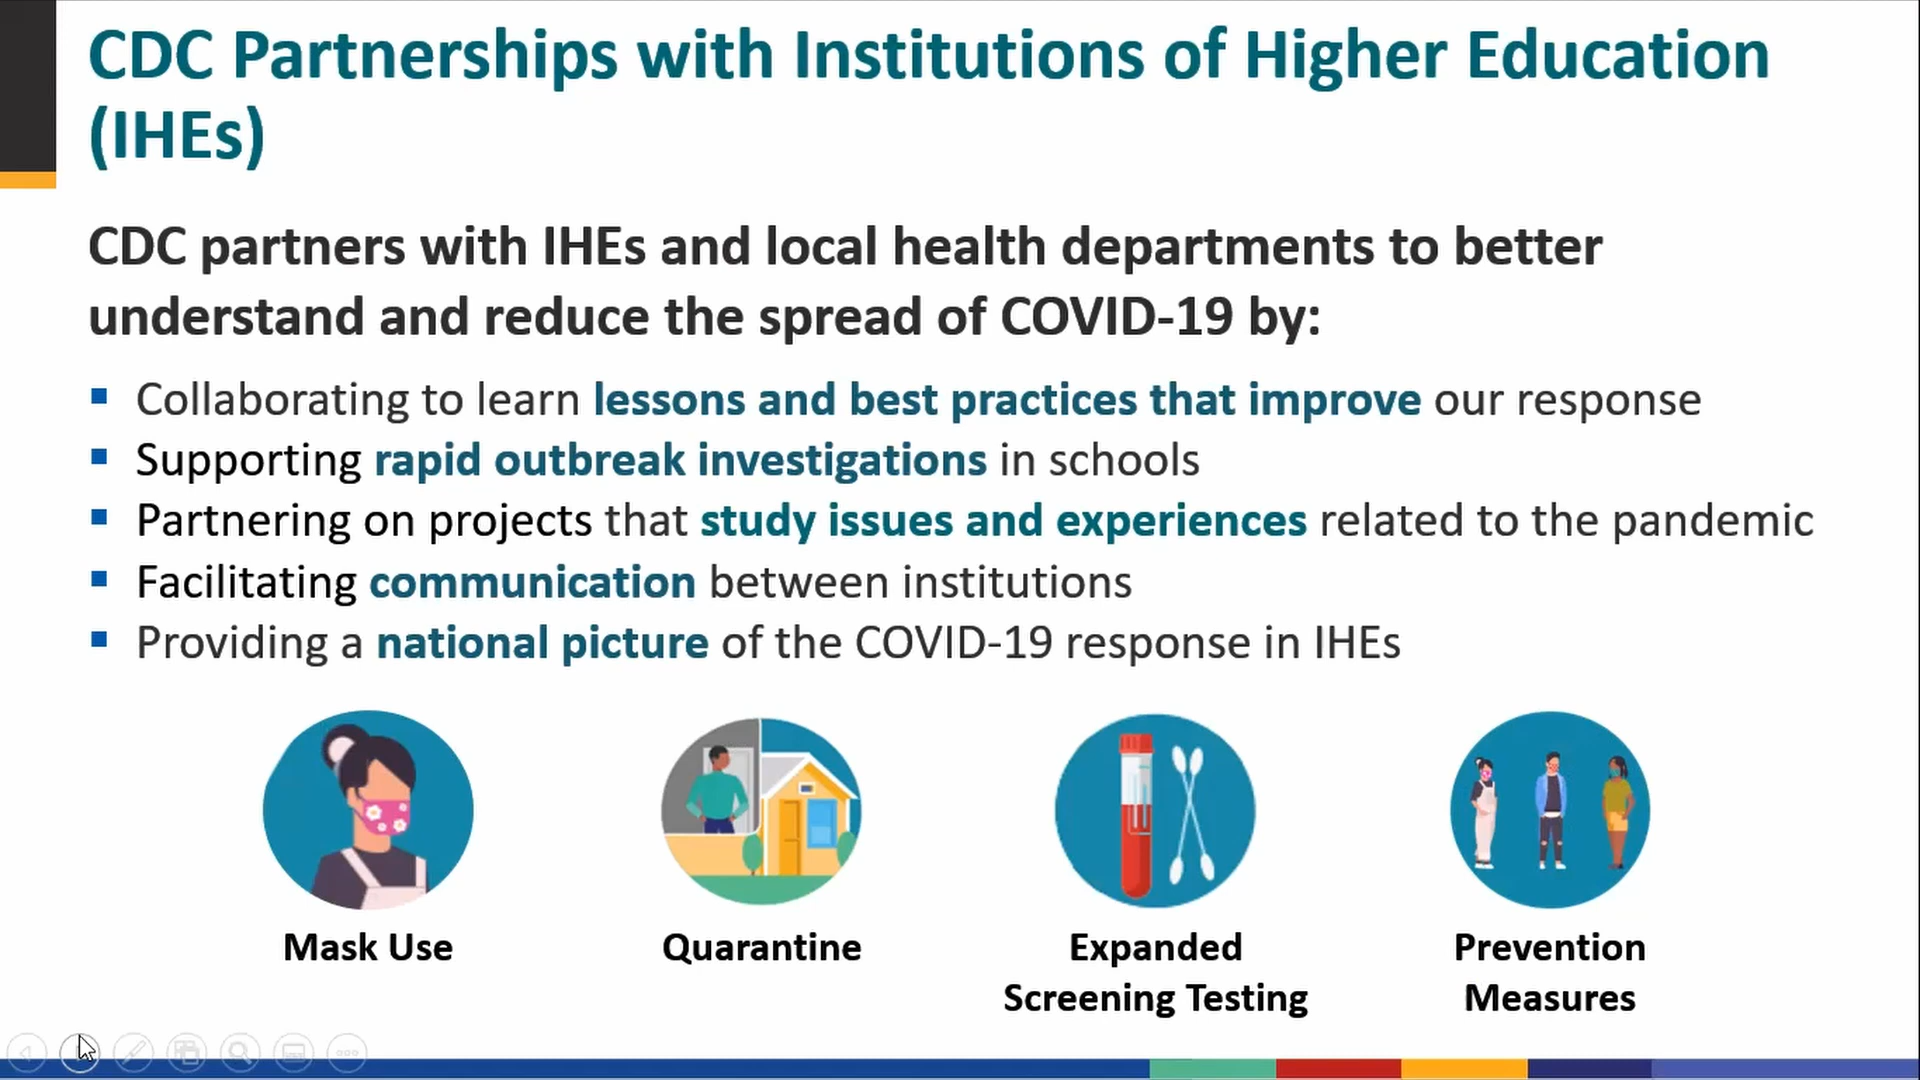 CDC Partnerships with Institutions of Higher Education
(IHEs)
CDC partners with IHEs and local health departments to better
understand and reduce the spread of COVID-19 by:
Collaborating to learn lessons and best practices that improve our response
Supporting rapid outbreak investigations in schools
Partnering on projects that study issues and experiences related to the pandemic
Facilitating communication between institutions
Providing a national picture of the COVID-19 response in IHEs
Mask Use
Quarantine
Expanded
Screening Testing
Prevention
Measures